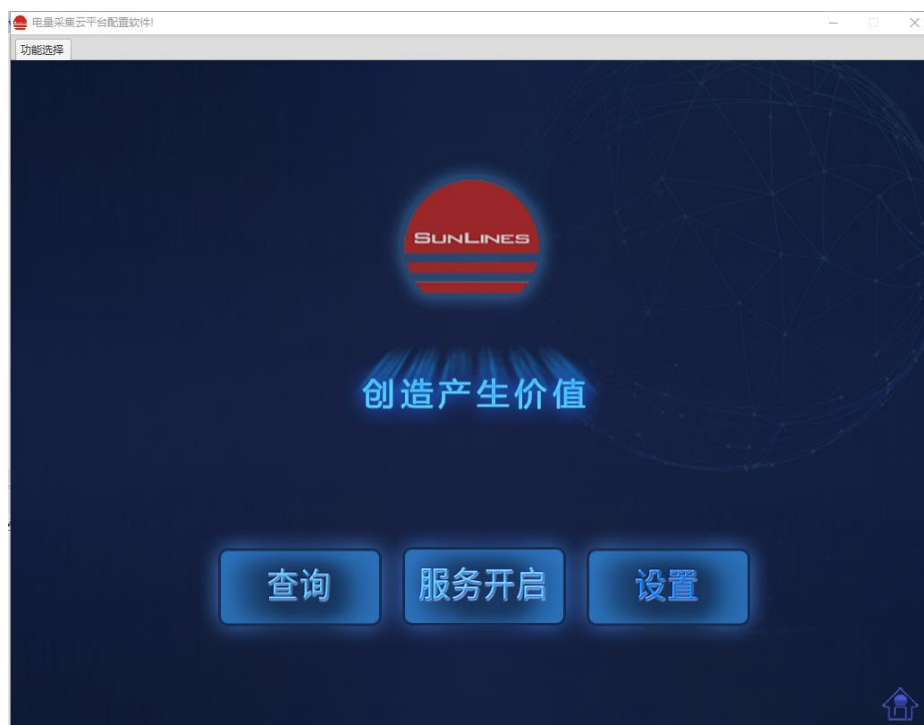 电量采集云平台配置软件!
功能选择
SUNLINES
创造产生价值
查询
服务开启
设置